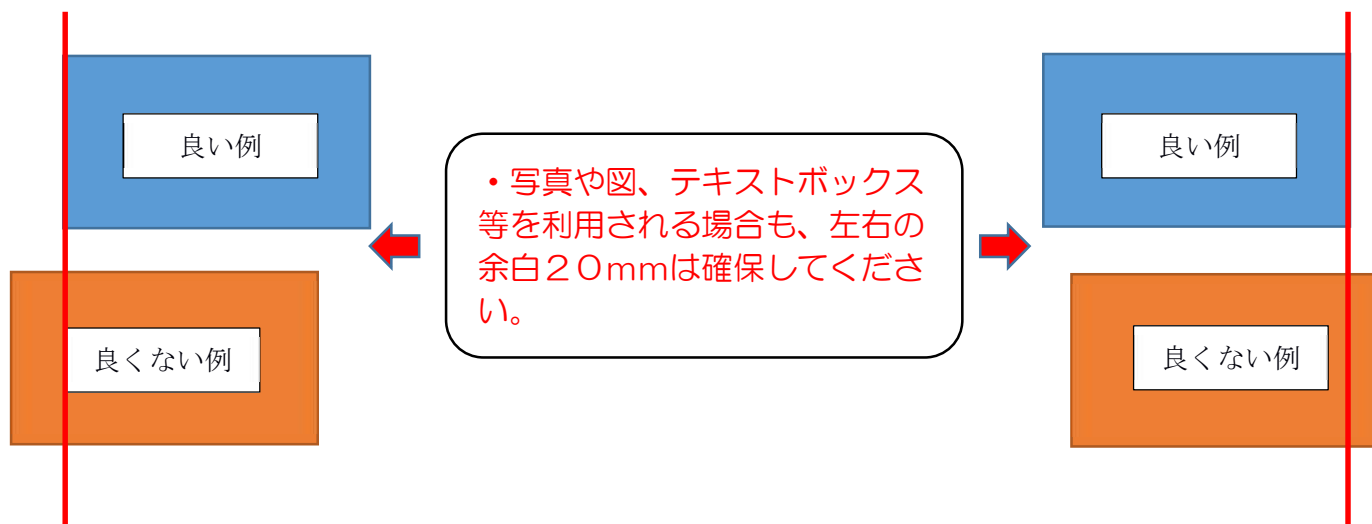 良い例
良い例
・写真や図、テキストボックス
等を利用される場合も、左右の
余白２０mmは確保してくださ
い。
良くない例
良くない例